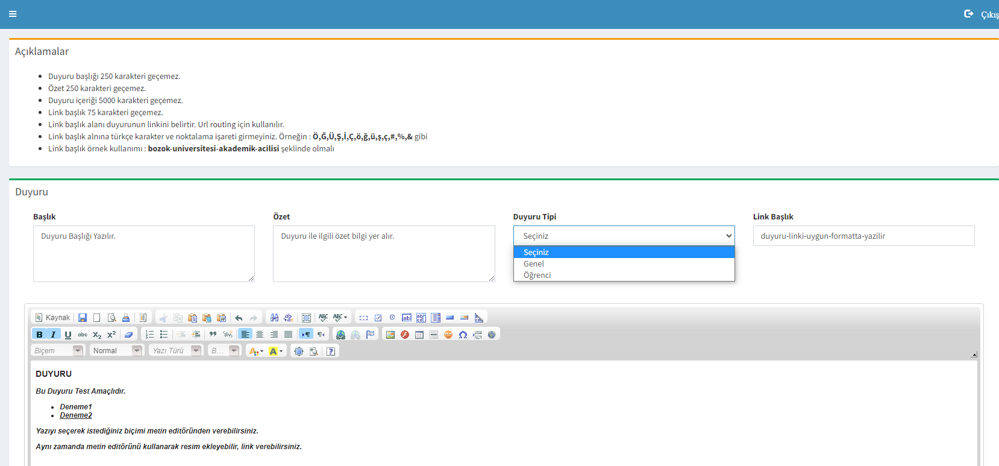 Çıkış
Açıklamalar
Duyuru başlığı 250 karakteri geçemez.
Özet 250 karakteri geçemez.
Duyuru içeriği 5000 karakteri geçemez.
Link başlık 75 karakteri geçemez.
Link başlık alanı duyurunun linkini belirtir. Url routing için kullanılır.
Link başlık alnına türkçe karakter ve noktalama işareti girmeyiniz. Örneğin : Ö,Ğ,Ü,Ş,İ,Ç,ö,ğ,ü,ş,ç,#,%,& gibi
Link başlık örnek kullanımı : bozok-universitesi-akademik-acilisi şeklinde olmalı
Duyuru
Başlık
Özet
Duyuru Tipi
Link Başlık
Duyuru Başlığı Yazılır.
Duyuru ile ilgili özet bilgi yer alır.
Seçiniz
duyuru-linki-uygun-formatta-yazilir
Seçiniz
Genel
Öğrenci
Kaynak
Biçem
Normal
Yazı Türü
B...
DUYURU
Bu Duyuru Test Amaçlıdır.
Deneme1
Deneme2
Yazıyı seçerek istediğiniz biçimi metin editöründen verebilirsiniz.
Aynı zamanda metin editörünü kullanarak resim ekleyebilir, link verebilirsiniz.